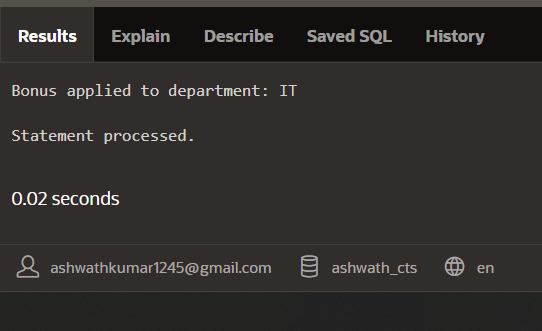 Results Explain Describe Saved SQL History
Bonus applied to department: IT
Statement processed.
0.02 seconds
ashwathkumar1245@gmail.com ashwath_cts en